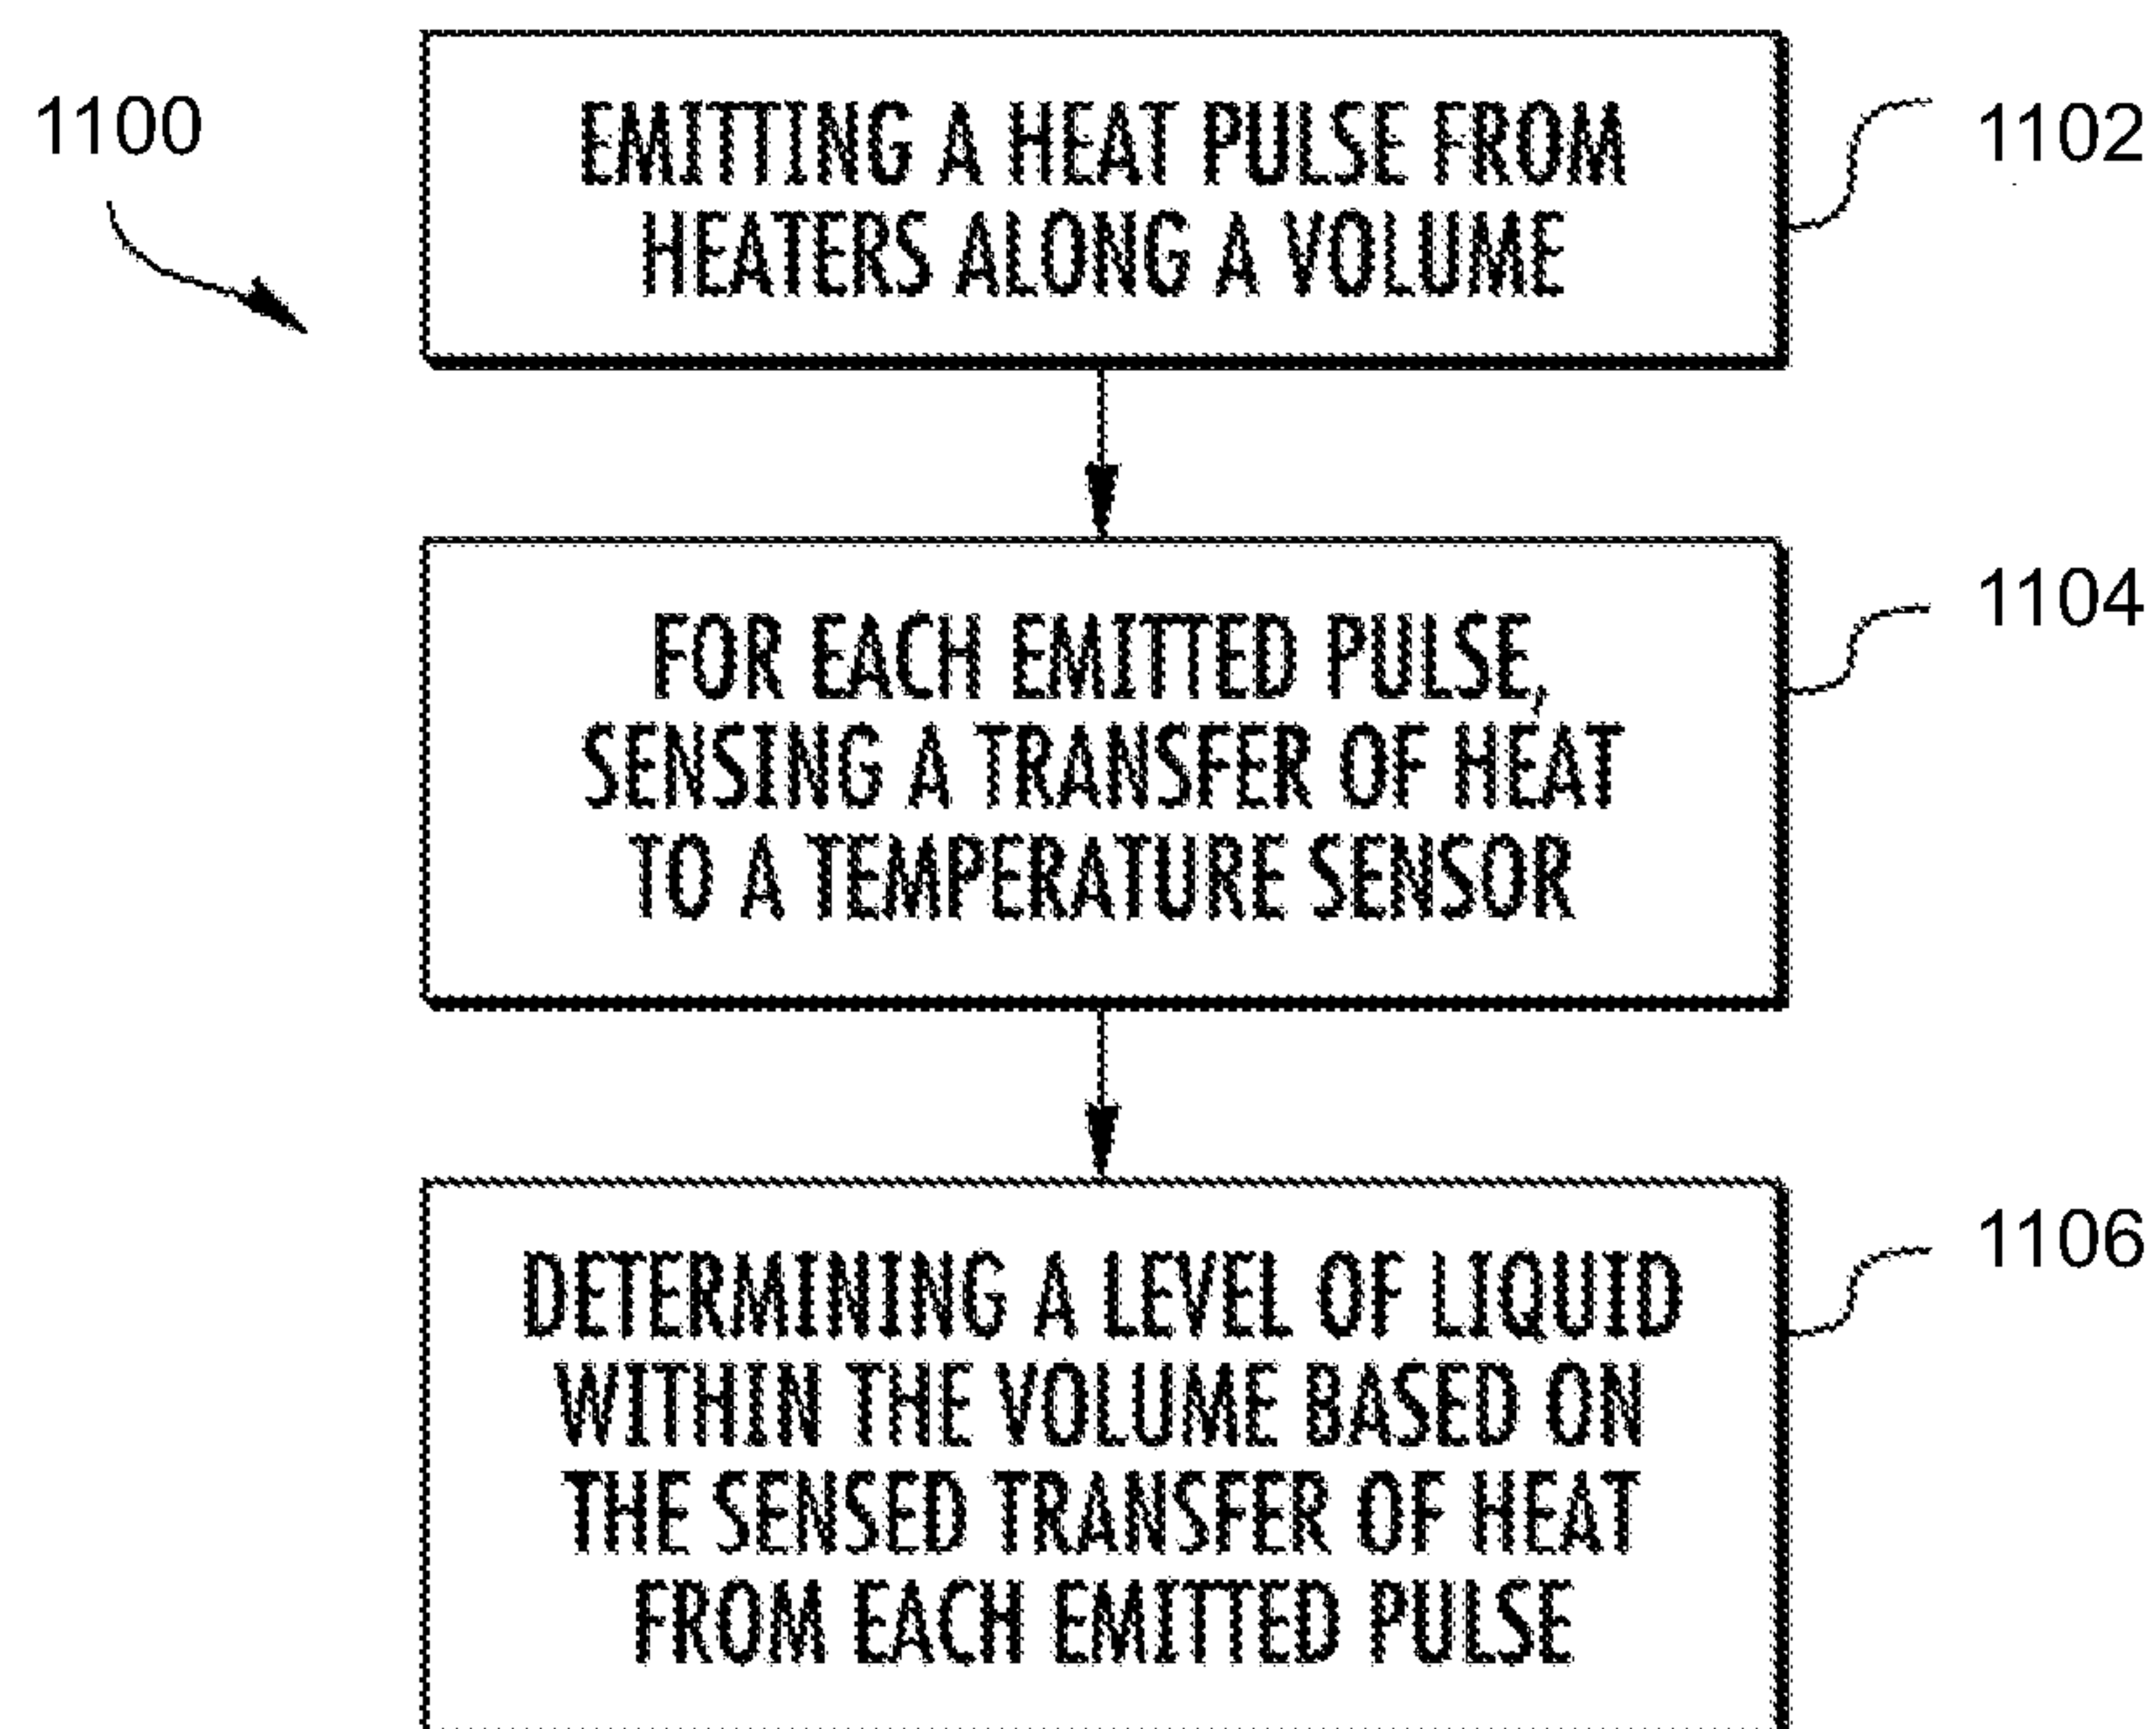 1100
EMITTING A HEAT PULSE FROM
HEATERS ALONG A VOLUME
1102
FOR EACH EMITTED PULSE,
SENSING A TRANSFER OF HEAT
TO A TEMPERATURE SENSOR
1104
DETERMINING A LEVEL OF LIQUID
WITHIN THE VOLUME BASED ON
THE SENSED TRANSFER OF HEAT
FROM EACH EMITTED PULSE
1106